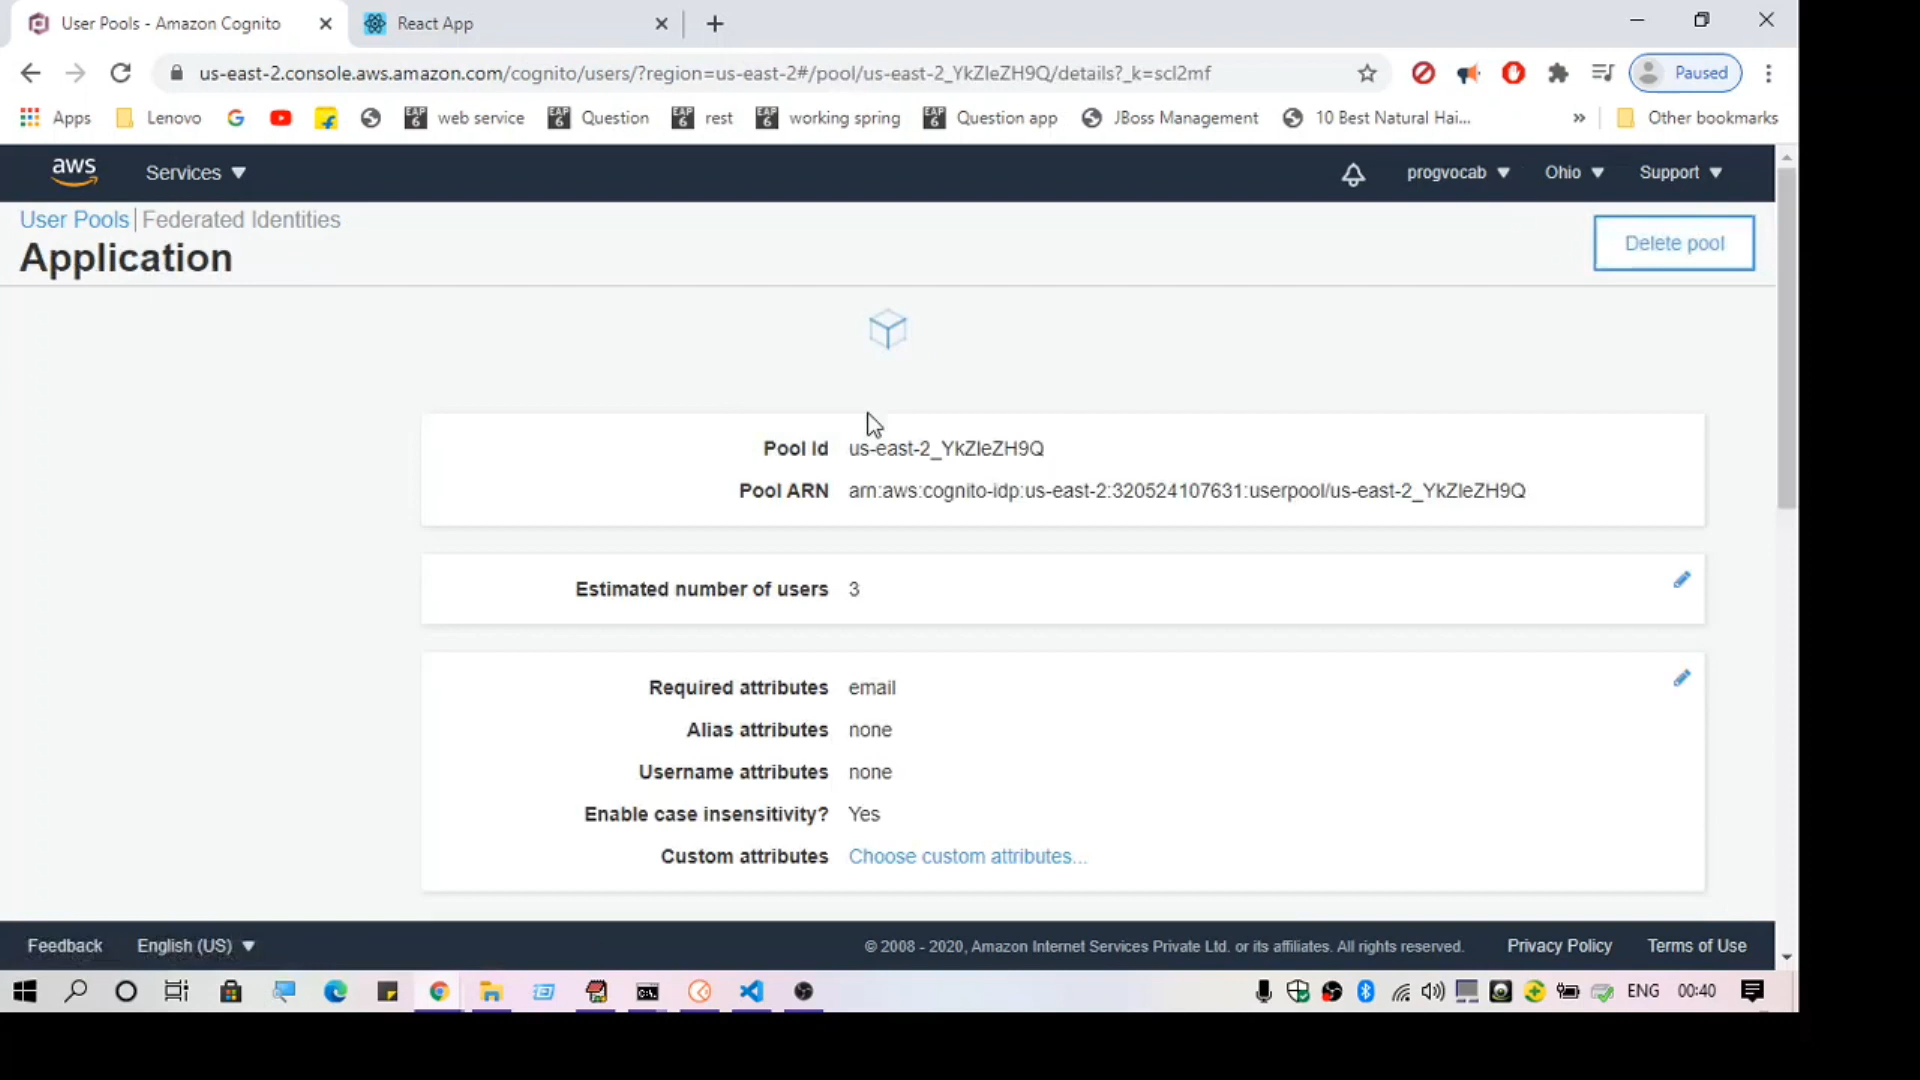 User Pools - Amazon Cognito
React App
us-east-2.console.aws.amazon.com/cognito/users/?region=us-east-2#/pool/us-east-2_YkZIeZH9Q/details?_k=scl2mf
Paused
Apps
Lenovo
web service
Question
rest
working spring
Question app
JBoss Management
10 Best Natural Hai...
»
Other bookmarks
aws
Services
progvocab
Ohio
Support
User Pools | Federated Identities
Application
Delete pool
Pool Id us-east-2_YkZIeZH9Q
Pool ARN arn:aws:cognito-idp:us-east-2:320524107631:userpool/us-east-2_YkZIeZH9Q
Estimated number of users 3
Required attributes email
Alias attributes none
Username attributes none
Enable case insensitivity? Yes
Custom attributes Choose custom attributes...
Feedback
English (US)
© 2008 - 2020, Amazon Internet Services Private Ltd. or its affiliates. All rights reserved.
Privacy Policy
Terms of Use
ENG
00:40